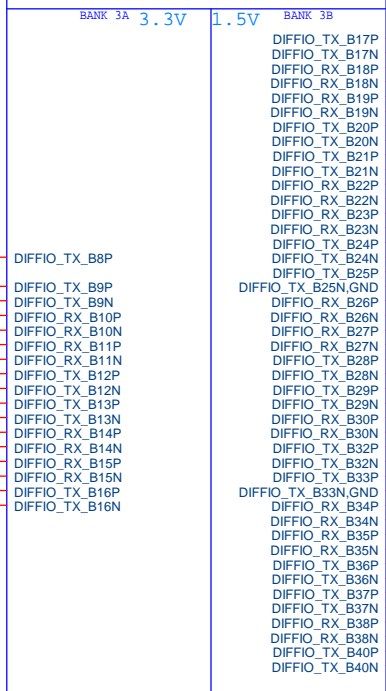 BANK 3A 3.3V
DIFFIO_TX_B8P
DIFFIO_TX_B9P
DIFFIO_TX_B9N
DIFFIO_RX_B10P
DIFFIO_RX_B10N
DIFFIO_RX_B11P
DIFFIO_RX_B11N
DIFFIO_TX_B12P
DIFFIO_TX_B12N
DIFFIO_TX_B13P
DIFFIO_TX_B13N
DIFFIO_RX_B14P
DIFFIO_RX_B14N
DIFFIO_RX_B15P
DIFFIO_RX_B15N
DIFFIO_TX_B16P
DIFFIO_TX_B16N
1.5V BANK 3B
DIFFIO_TX_B17P
DIFFIO_TX_B17N
DIFFIO_RX_B18P
DIFFIO_RX_B18N
DIFFIO_RX_B19P
DIFFIO_RX_B19N
DIFFIO_TX_B20P
DIFFIO_TX_B20N
DIFFIO_TX_B21P
DIFFIO_TX_B21N
DIFFIO_RX_B22P
DIFFIO_RX_B22N
DIFFIO_RX_B23P
DIFFIO_RX_B23N
DIFFIO_TX_B24P
DIFFIO_TX_B24N
DIFFIO_TX_B25P
DIFFIO_TX_B25N,GND
DIFFIO_RX_B26P
DIFFIO_RX_B26N
DIFFIO_RX_B27P
DIFFIO_RX_B27N
DIFFIO_TX_B28P
DIFFIO_TX_B28N
DIFFIO_TX_B29P
DIFFIO_TX_B29N
DIFFIO_RX_B30P
DIFFIO_RX_B30N
DIFFIO_TX_B32P
DIFFIO_TX_B32N
DIFFIO_TX_B33P
DIFFIO_TX_B33N,GND
DIFFIO_RX_B34P
DIFFIO_RX_B34N
DIFFIO_RX_B35P
DIFFIO_RX_B35N
DIFFIO_TX_B36P
DIFFIO_TX_B36N
DIFFIO_TX_B37P
DIFFIO_TX_B37N
DIFFIO_RX_B38P
DIFFIO_RX_B38N
DIFFIO_TX_B40P
DIFFIO_TX_B40N